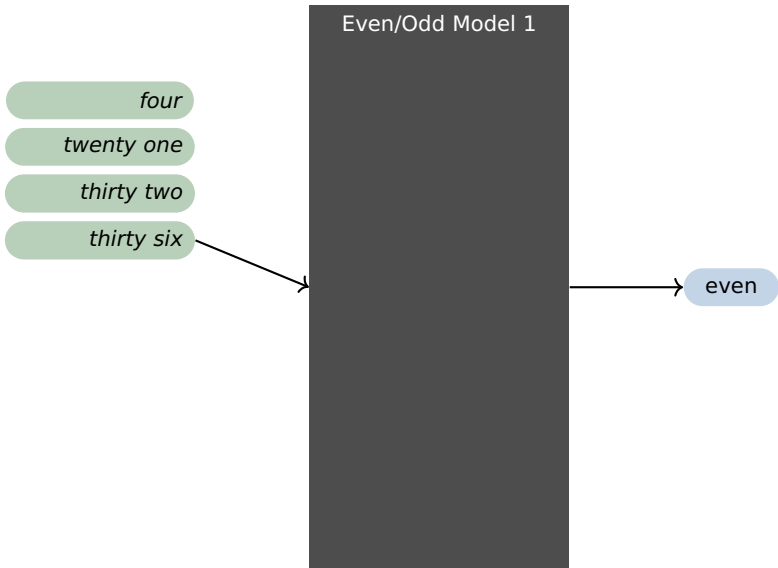 Even/Odd Model 1
four
twenty one
thirty two
thirty six
even